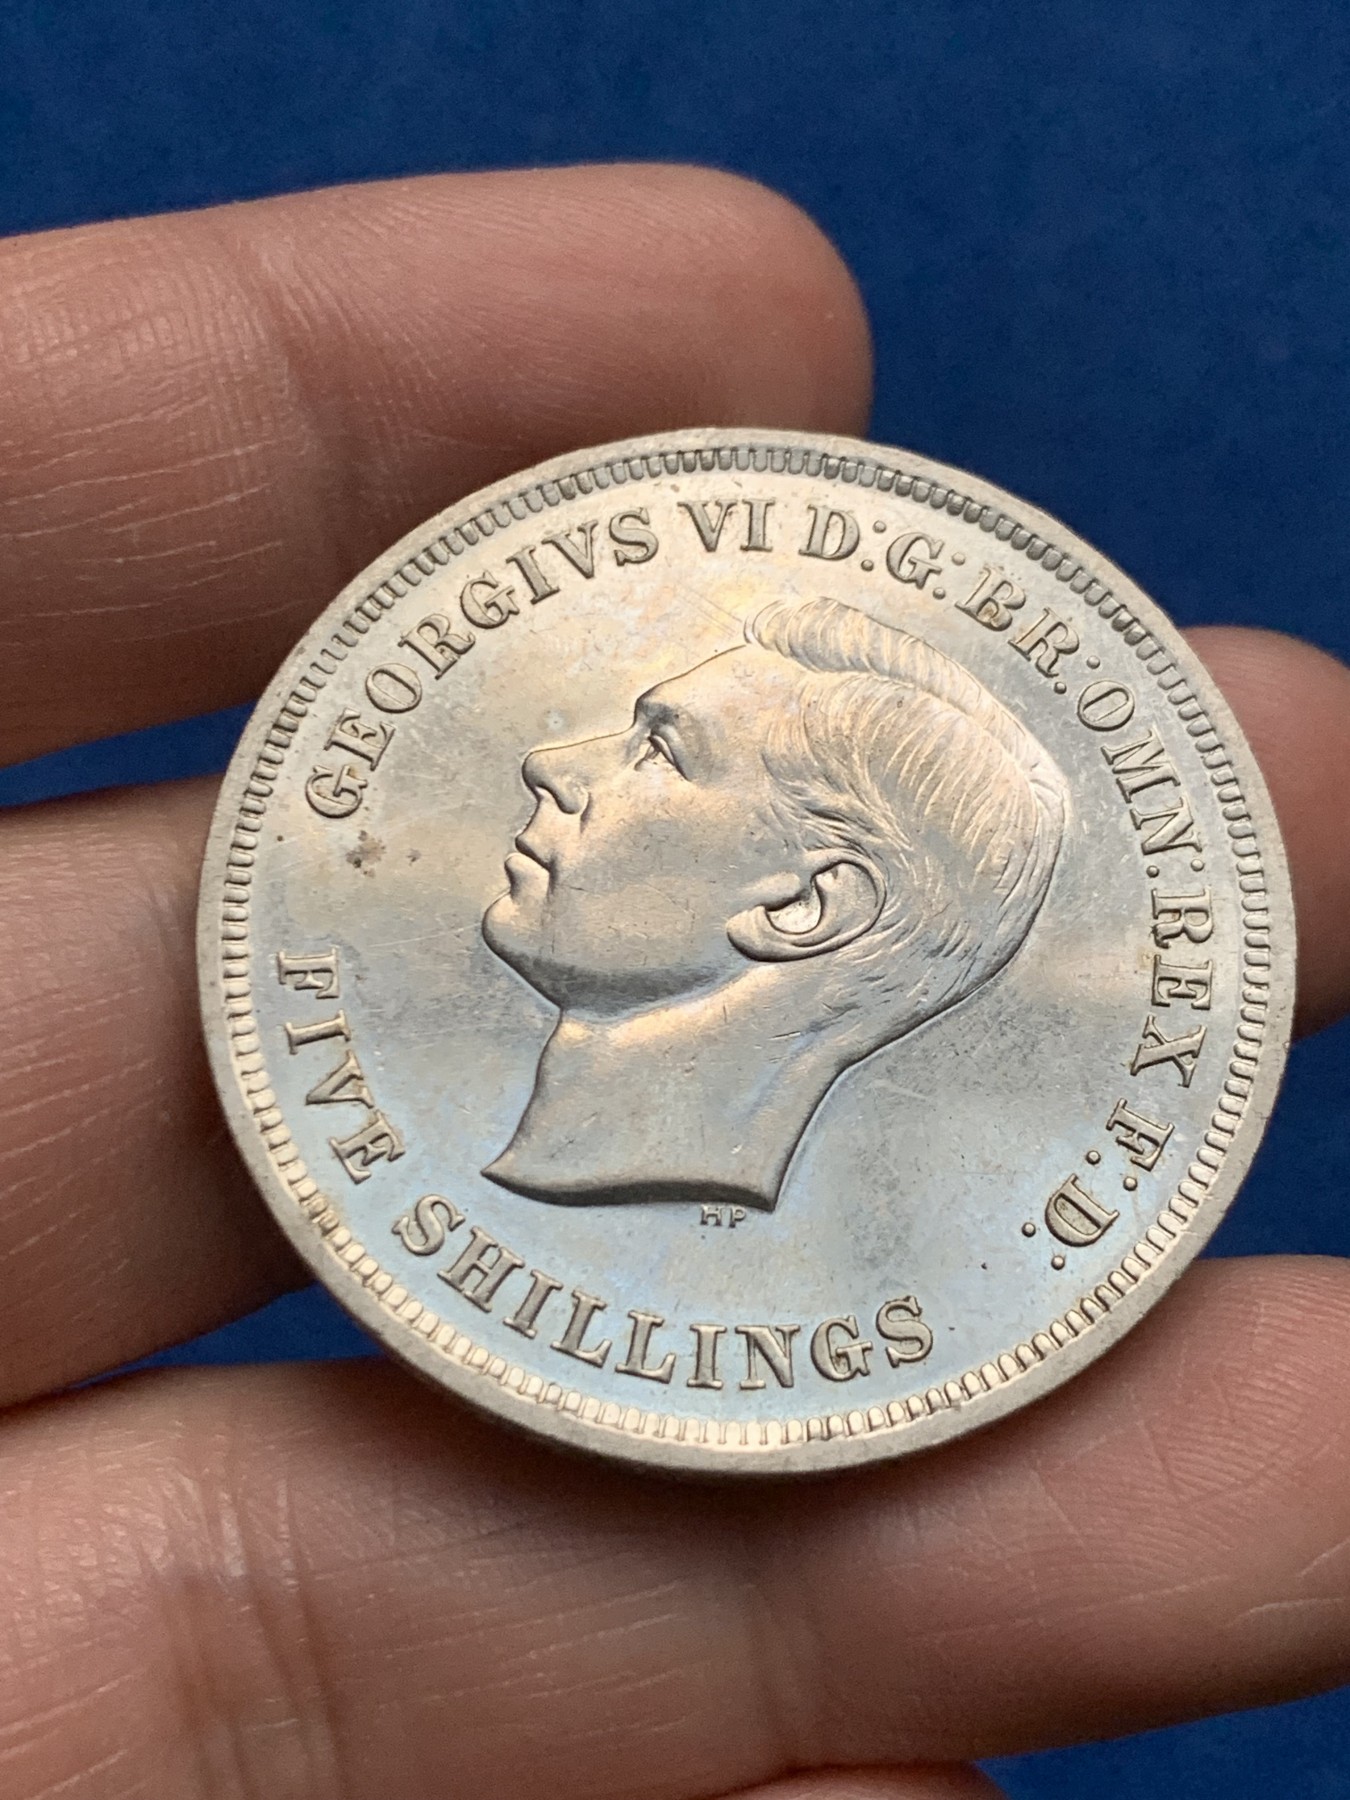 GEORGIVS VI D:G:BR:OMN:REX F.D:
FIVE SHILLINGS
HP